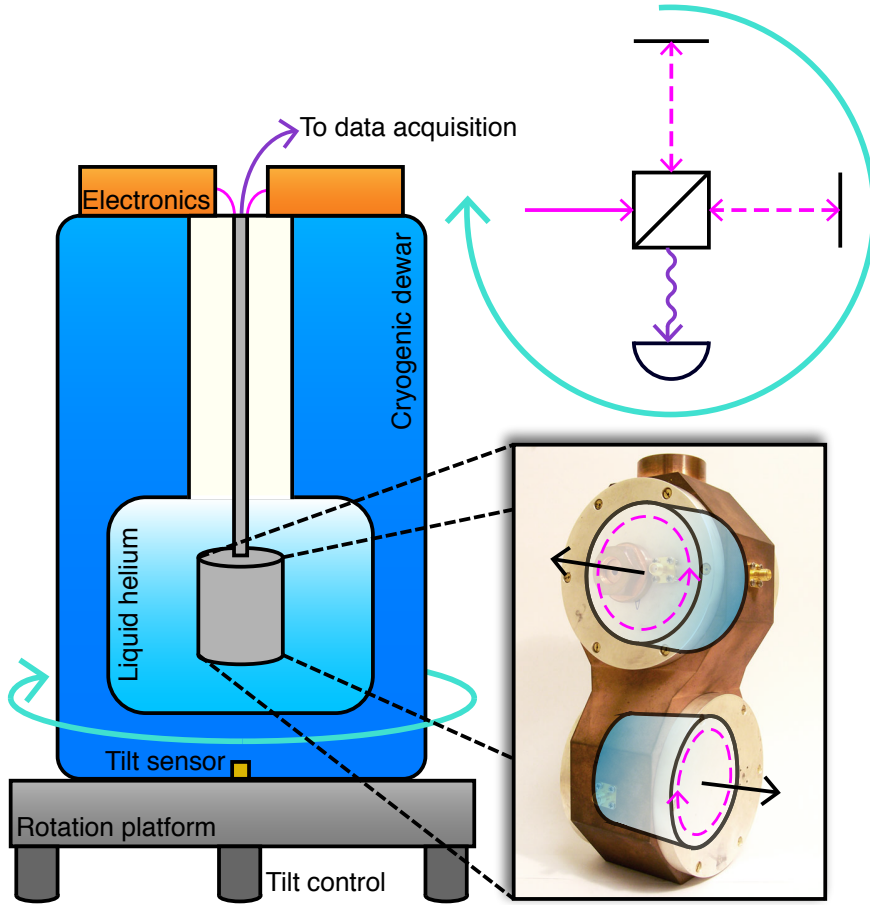 To data acquisition
Electronics
Cryogenic dewar
Liquid helium
Tilt sensor
Rotation platform
Tilt control